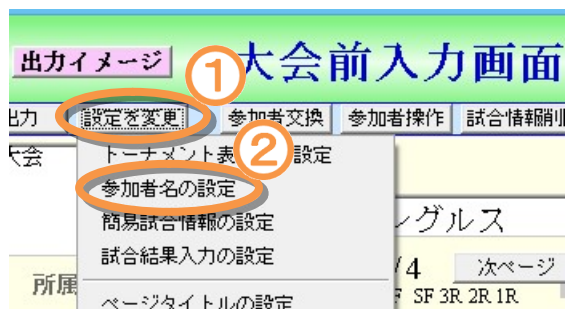 出力イメージ ① 大会前入力画面
出力 設定を変更 参加者交換 参加者操作 試合情報削
大会 トーナメント表 ② 設定
参加者名の設定
簡易試合情報の設定 ングルス
試合結果入力の設定 /4 次ページ
所属
ページタイトルの設定 F SF 3R 2R 1R